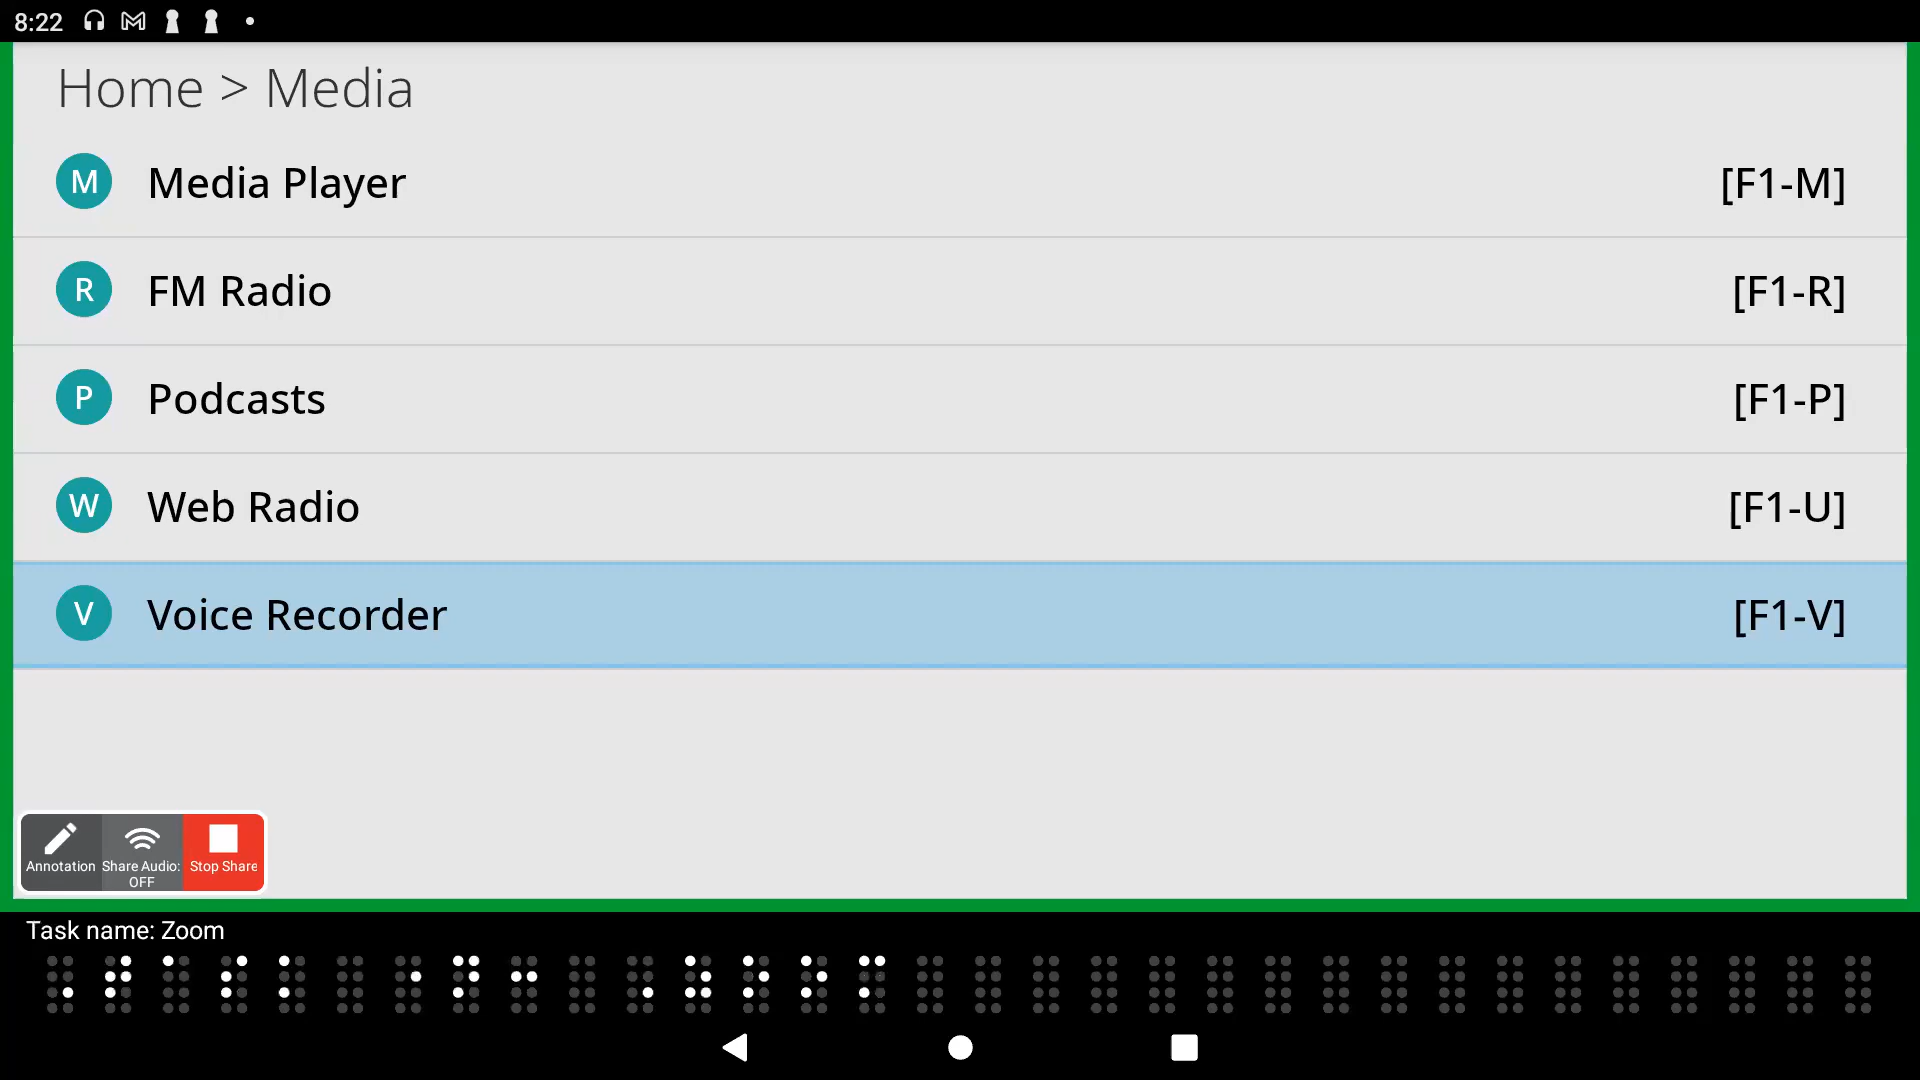 8:22
Home > Media
M Media Player [F1-M]
R FM Radio [F1-R]
P Podcasts [F1-P]
W Web Radio [F1-U]
V Voice Recorder [F1-V]
Annotation
Share Audio:
OFF
Stop Share
Task name: Zoom
⠠⠞⠁⠎⠅ ⠐⠝⠒ ⠠⠵⠕⠕⠍